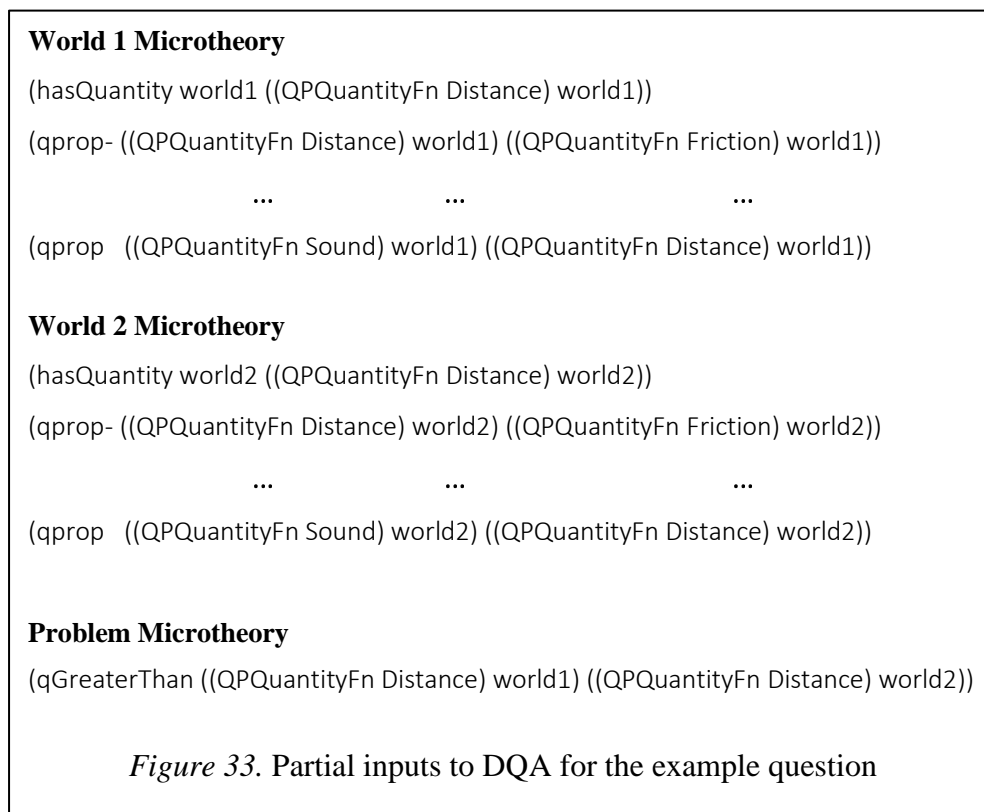 World 1 Microtheory
(hasQuantity world1 ((QPQuantityFn Distance) world1))
(qprop- ((QPQuantityFn Distance) world1) ((QPQuantityFn Friction) world1))
... ... ...
(qprop ((QPQuantityFn Sound) world1) ((QPQuantityFn Distance) world1))
World 2 Microtheory
(hasQuantity world2 ((QPQuantityFn Distance) world2))
(qprop- ((QPQuantityFn Distance) world2) ((QPQuantityFn Friction) world2))
... ... ...
(qprop ((QPQuantityFn Sound) world2) ((QPQuantityFn Distance) world2))
Problem Microtheory
(qGreaterThan ((QPQuantityFn Distance) world1) ((QPQuantityFn Distance) world2))
Figure 33. Partial inputs to DQA for the example question